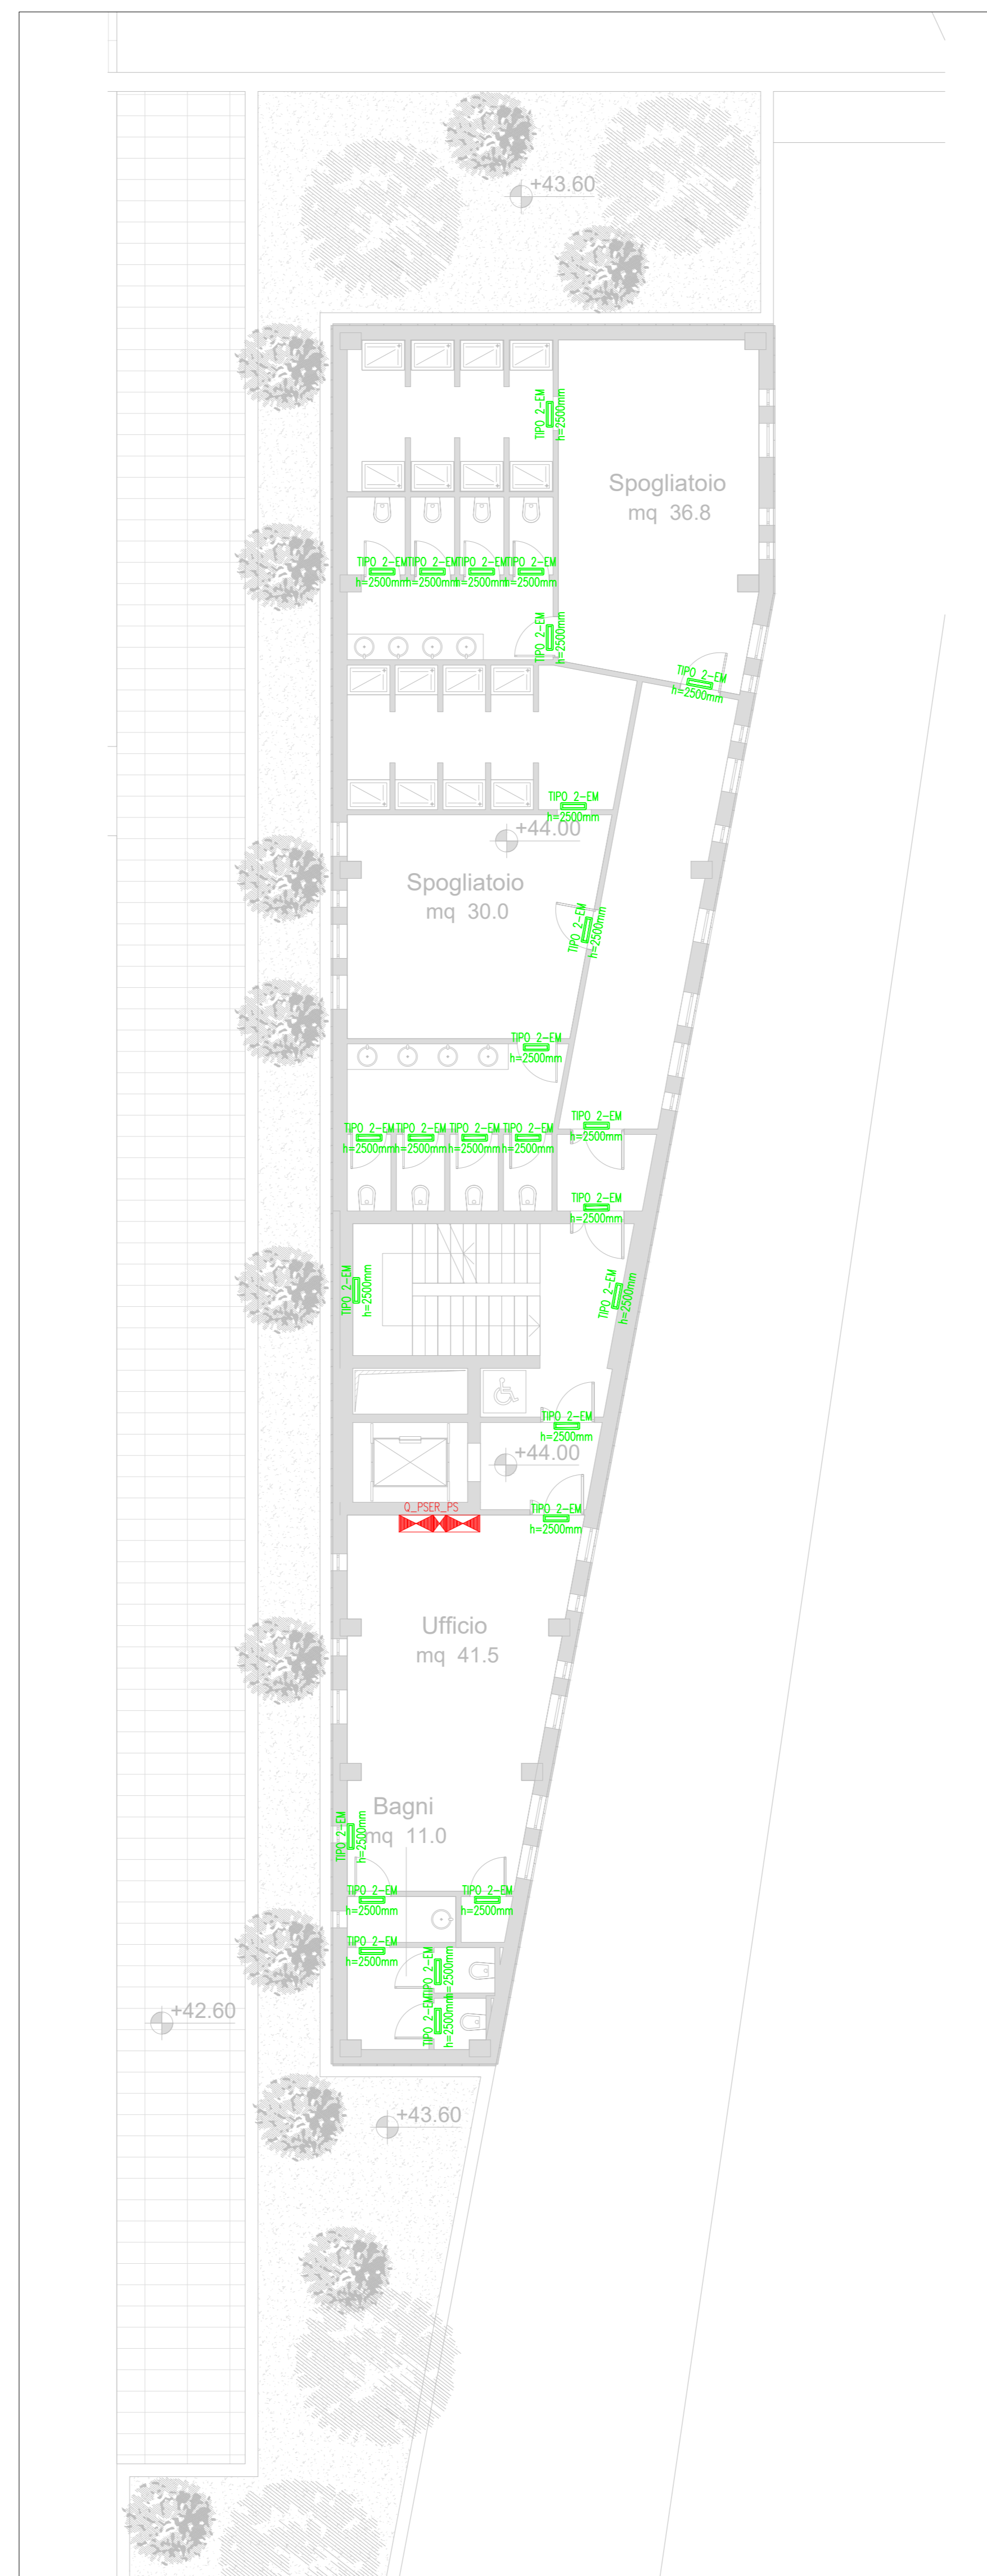 +43.60
TIPO 2-EM
h=2500mm
Spogliatoio
mq 36.8
TIPO 2-EM
h=2500mm
TIPO 2-EM
h=2500mm
TIPO 2-EM
h=2500mm
TIPO 2-EM
h=2500mm
TIPO 2-EM
h=2500mm
TIPO 2-EM
h=2500mm
TIPO 2-EM
h=2500mm
+44.00
Spogliatoio
mq 30.0
TIPO 2-EM
h=2500mm
TIPO 2-EM
h=2500mm
TIPO 2-EM
h=2500mm
TIPO 2-EM
h=2500mm
TIPO 2-EM
h=2500mm
TIPO 2-EM
h=2500mm
TIPO 2-EM
h=2500mm
TIPO 2-EM
h=2500mm
TIPO 2-EM
h=2500mm
TIPO 2-EM
h=2500mm
TIPO 2-EM
h=2500mm
TIPO 2-EM
h=2500mm
+44.00
Q_PSER_PS
TIPO 2-EM
h=2500mm
Ufficio
mq 41.5
Bagni
mq 11.0
TIPO 2-EM
h=2500mm
TIPO 2-EM
h=2500mm
TIPO 2-EM
h=2500mm
TIPO 2-EM
h=2500mm
TIPO 2-EM
h=2500mm
TIPO 2-EM
h=2500mm
+42.60
+43.60